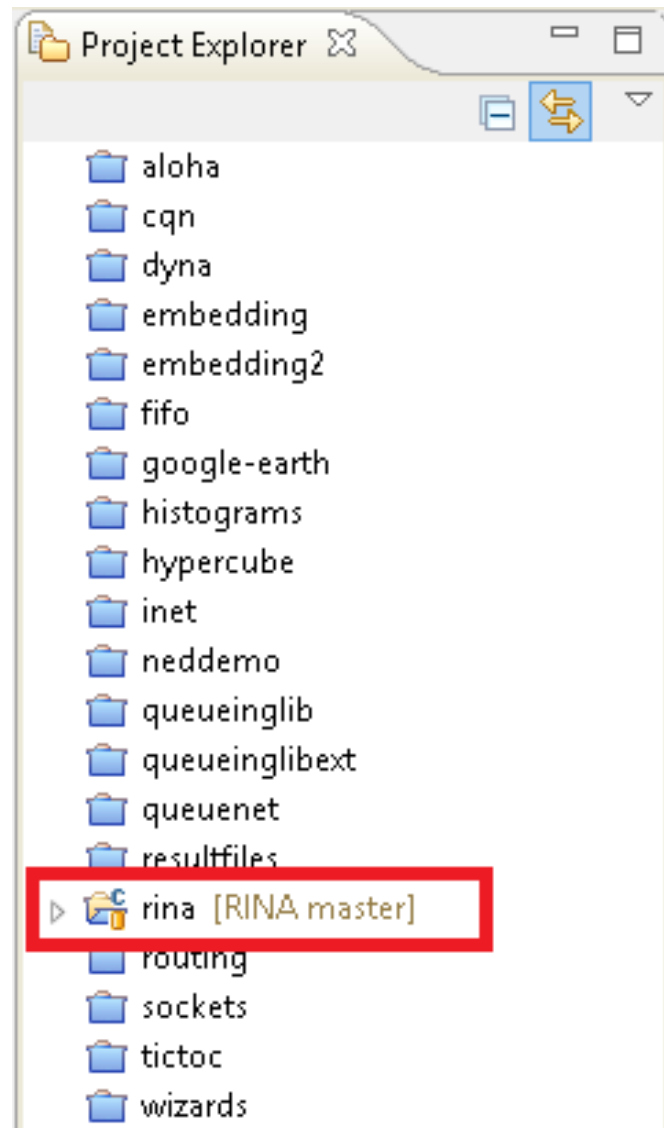 Project Explorer
aloha
cqn
dyna
embedding
embedding2
fifo
google-earth
histograms
hypercube
inet
neddemo
queueinglib
queueinglibext
queuenet
resultfiles
rina [RINA master]
routing
sockets
tictoc
wizards